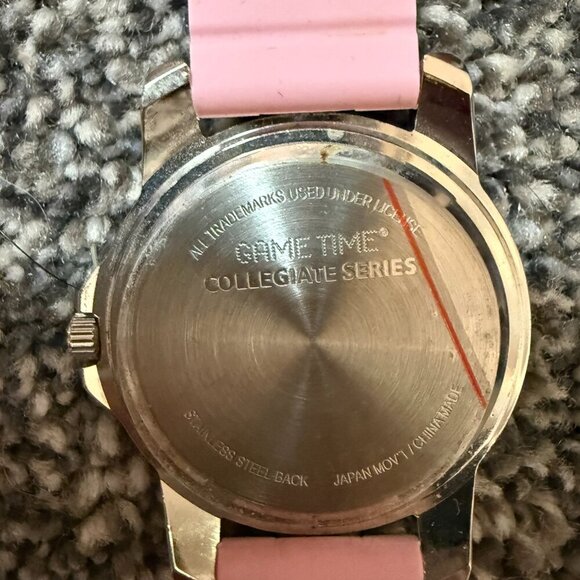 ALL TRADEMARKS USED UNDER LICENSE
GAME TIME®
COLLEGIATE SERIES
STAINLESS STEEL BACK
JAPAN MOV'T / CHINA MADE